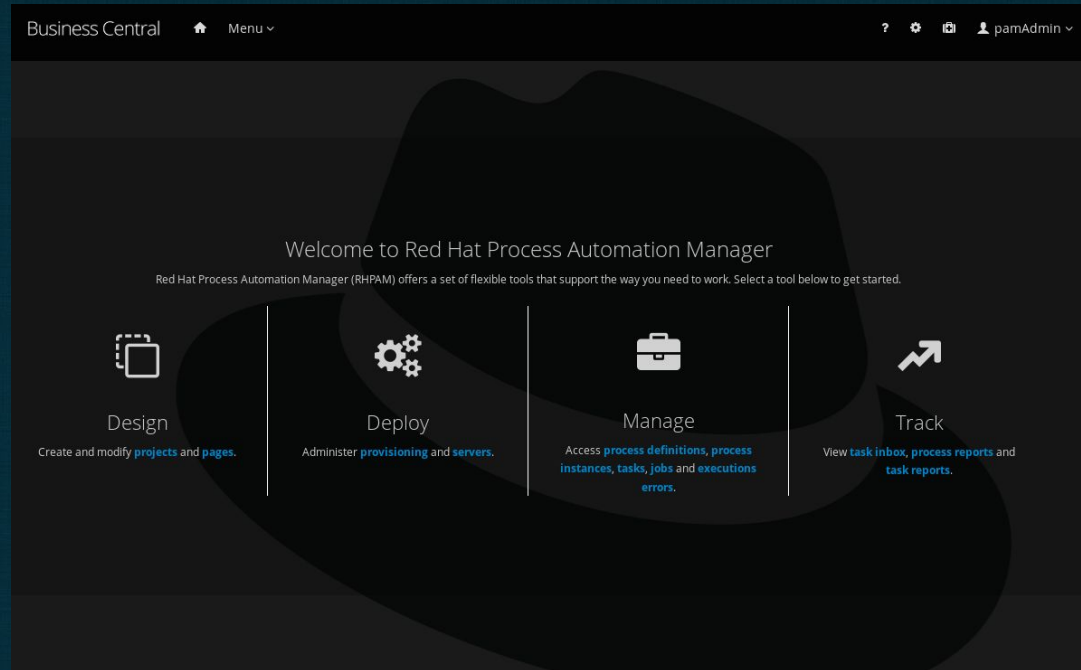 Business Central Menu
? pamAdmin
Welcome to Red Hat Process Automation Manager
Red Hat Process Automation Manager (RHPAM) offers a set of flexible tools that support the way you need to work. Select a tool below to get started.
Design
Create and modify projects and pages.
Deploy
Administer provisioning and servers.
Manage
Access process definitions, process
instances, tasks, jobs and executions
errors.
Track
View task inbox, process reports and
task reports.